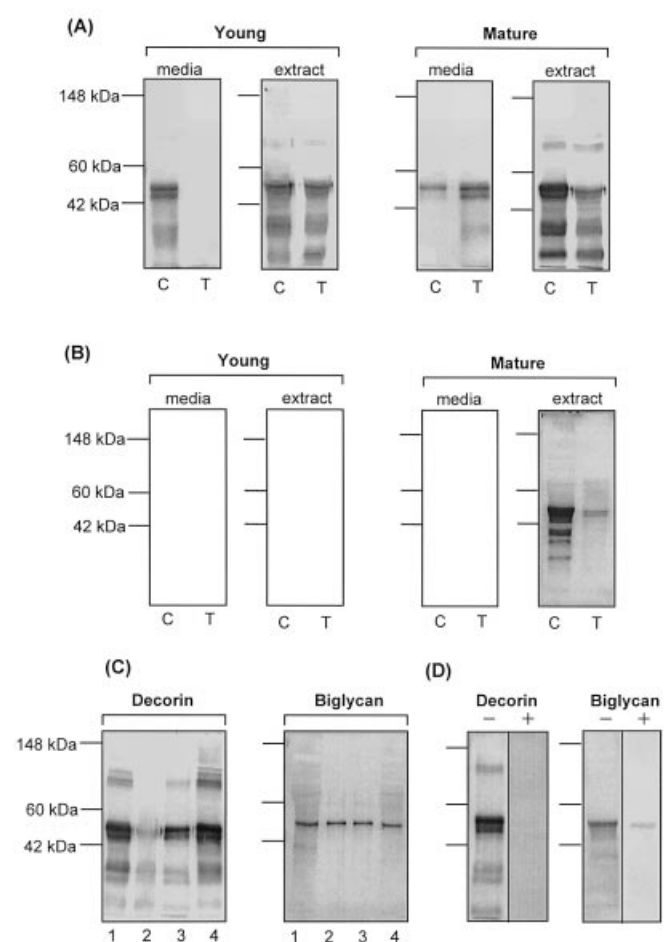 (A)
Young Mature
media extract media extract
148 kDa
60 kDa
42 kDa
C T C T C T C T
(B)
Young Mature
media extract media extract
148 kDa
60 kDa
42 kDa
C T C T C T C T
(C) (D)
Decorin Biglycan Decorin Biglycan
− + − +
148 kDa
60 kDa
42 kDa
1 2 3 4 1 2 3 4